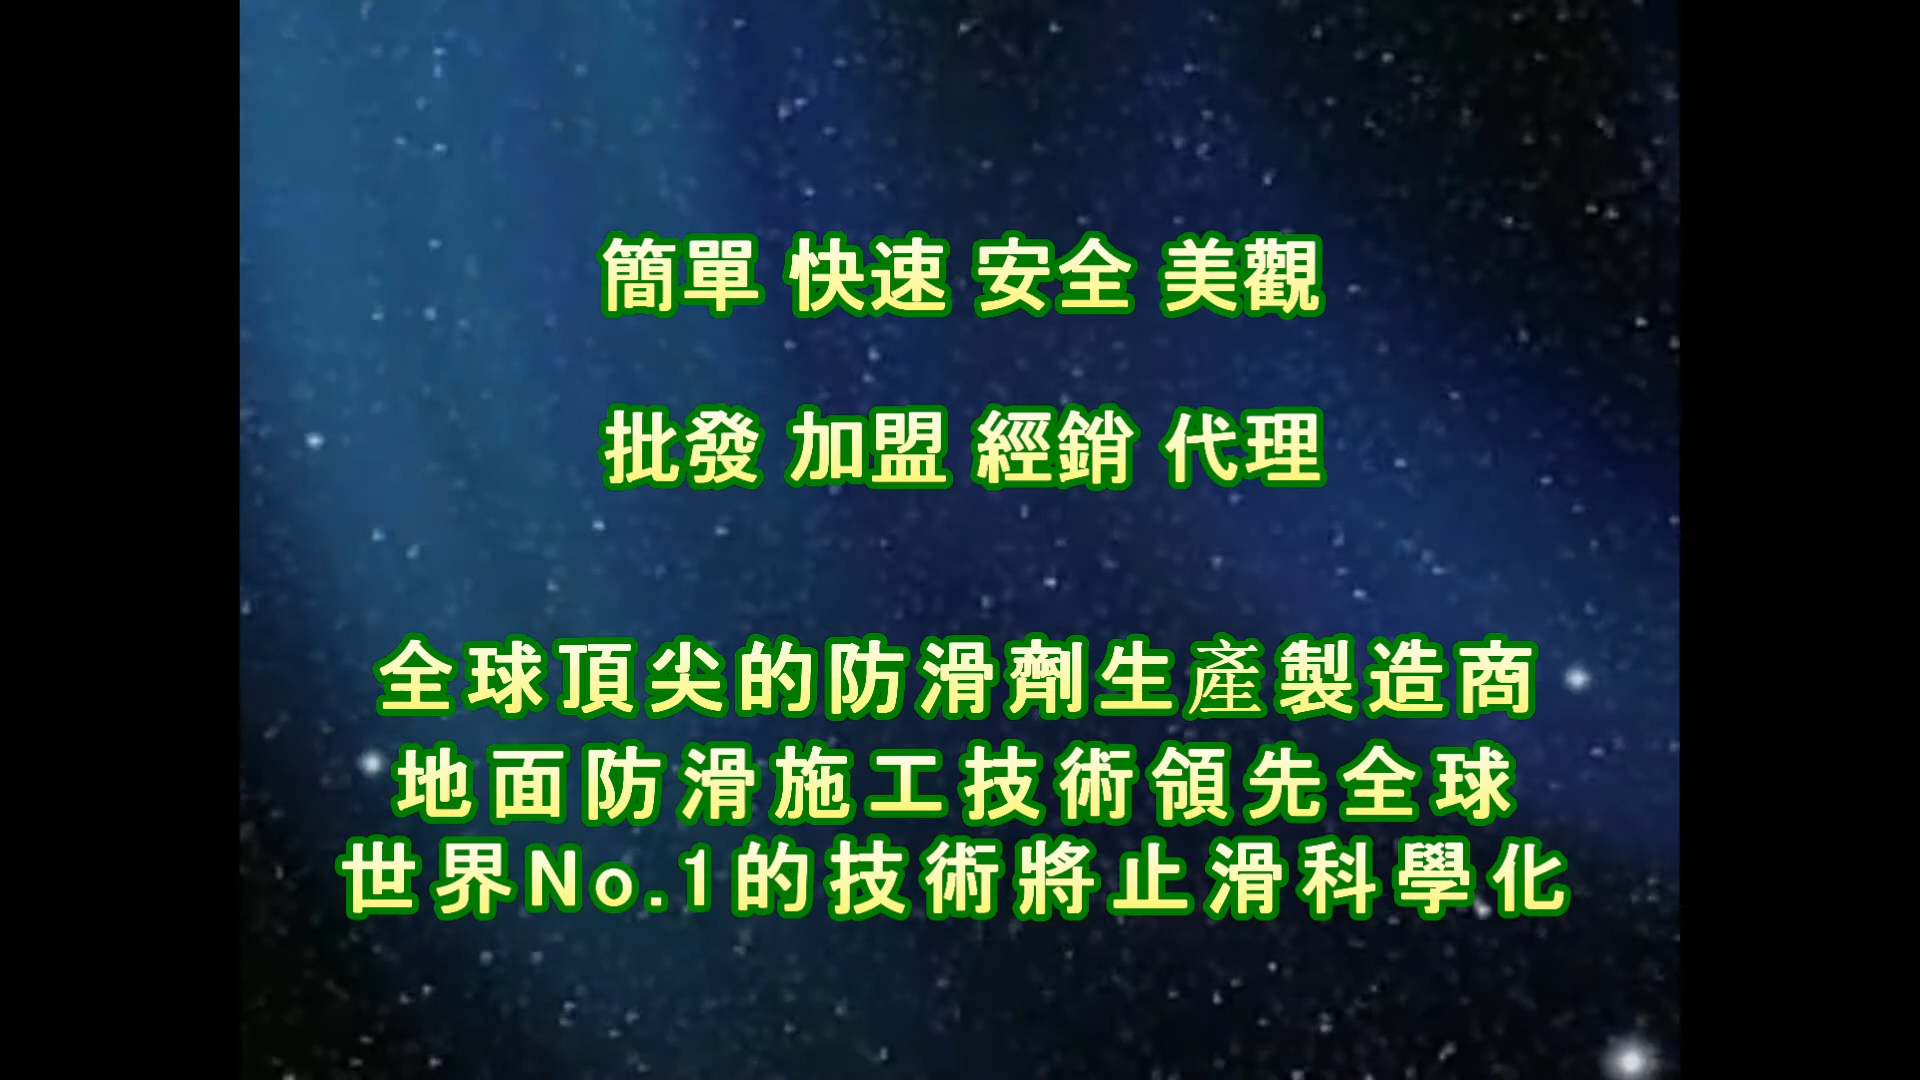 簡單 快速 安全 美觀
批發 加盟 經銷 代理
全球頂尖的防滑劑生產製造商
地面防滑施工技術領先全球
世界No.1的技術將止滑科學化